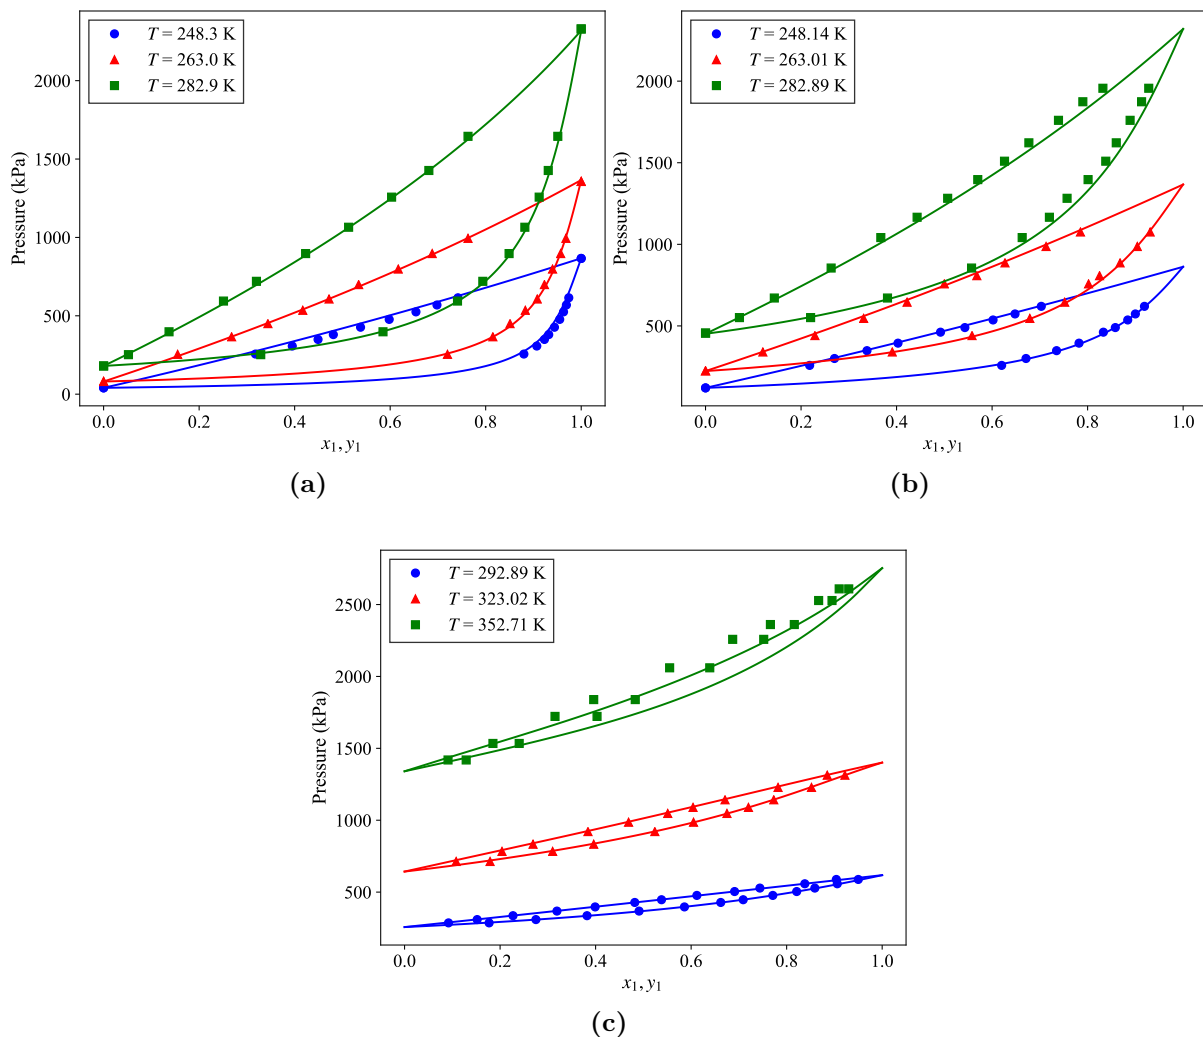 T = 248.3 K
T = 263.0 K
T = 282.9 K
2000
1500
1000
500
0
Pressure (kPa)
0.0 0.2 0.4 0.6 0.8 1.0
x₁, y₁
(a)
T = 248.14 K
T = 263.01 K
T = 282.89 K
2000
1500
1000
500
Pressure (kPa)
0.0 0.2 0.4 0.6 0.8 1.0
x₁, y₁
(b)
T = 292.89 K
T = 323.02 K
T = 352.71 K
2500
2000
1500
1000
500
Pressure (kPa)
0.0 0.2 0.4 0.6 0.8 1.0
x₁, y₁
(c)